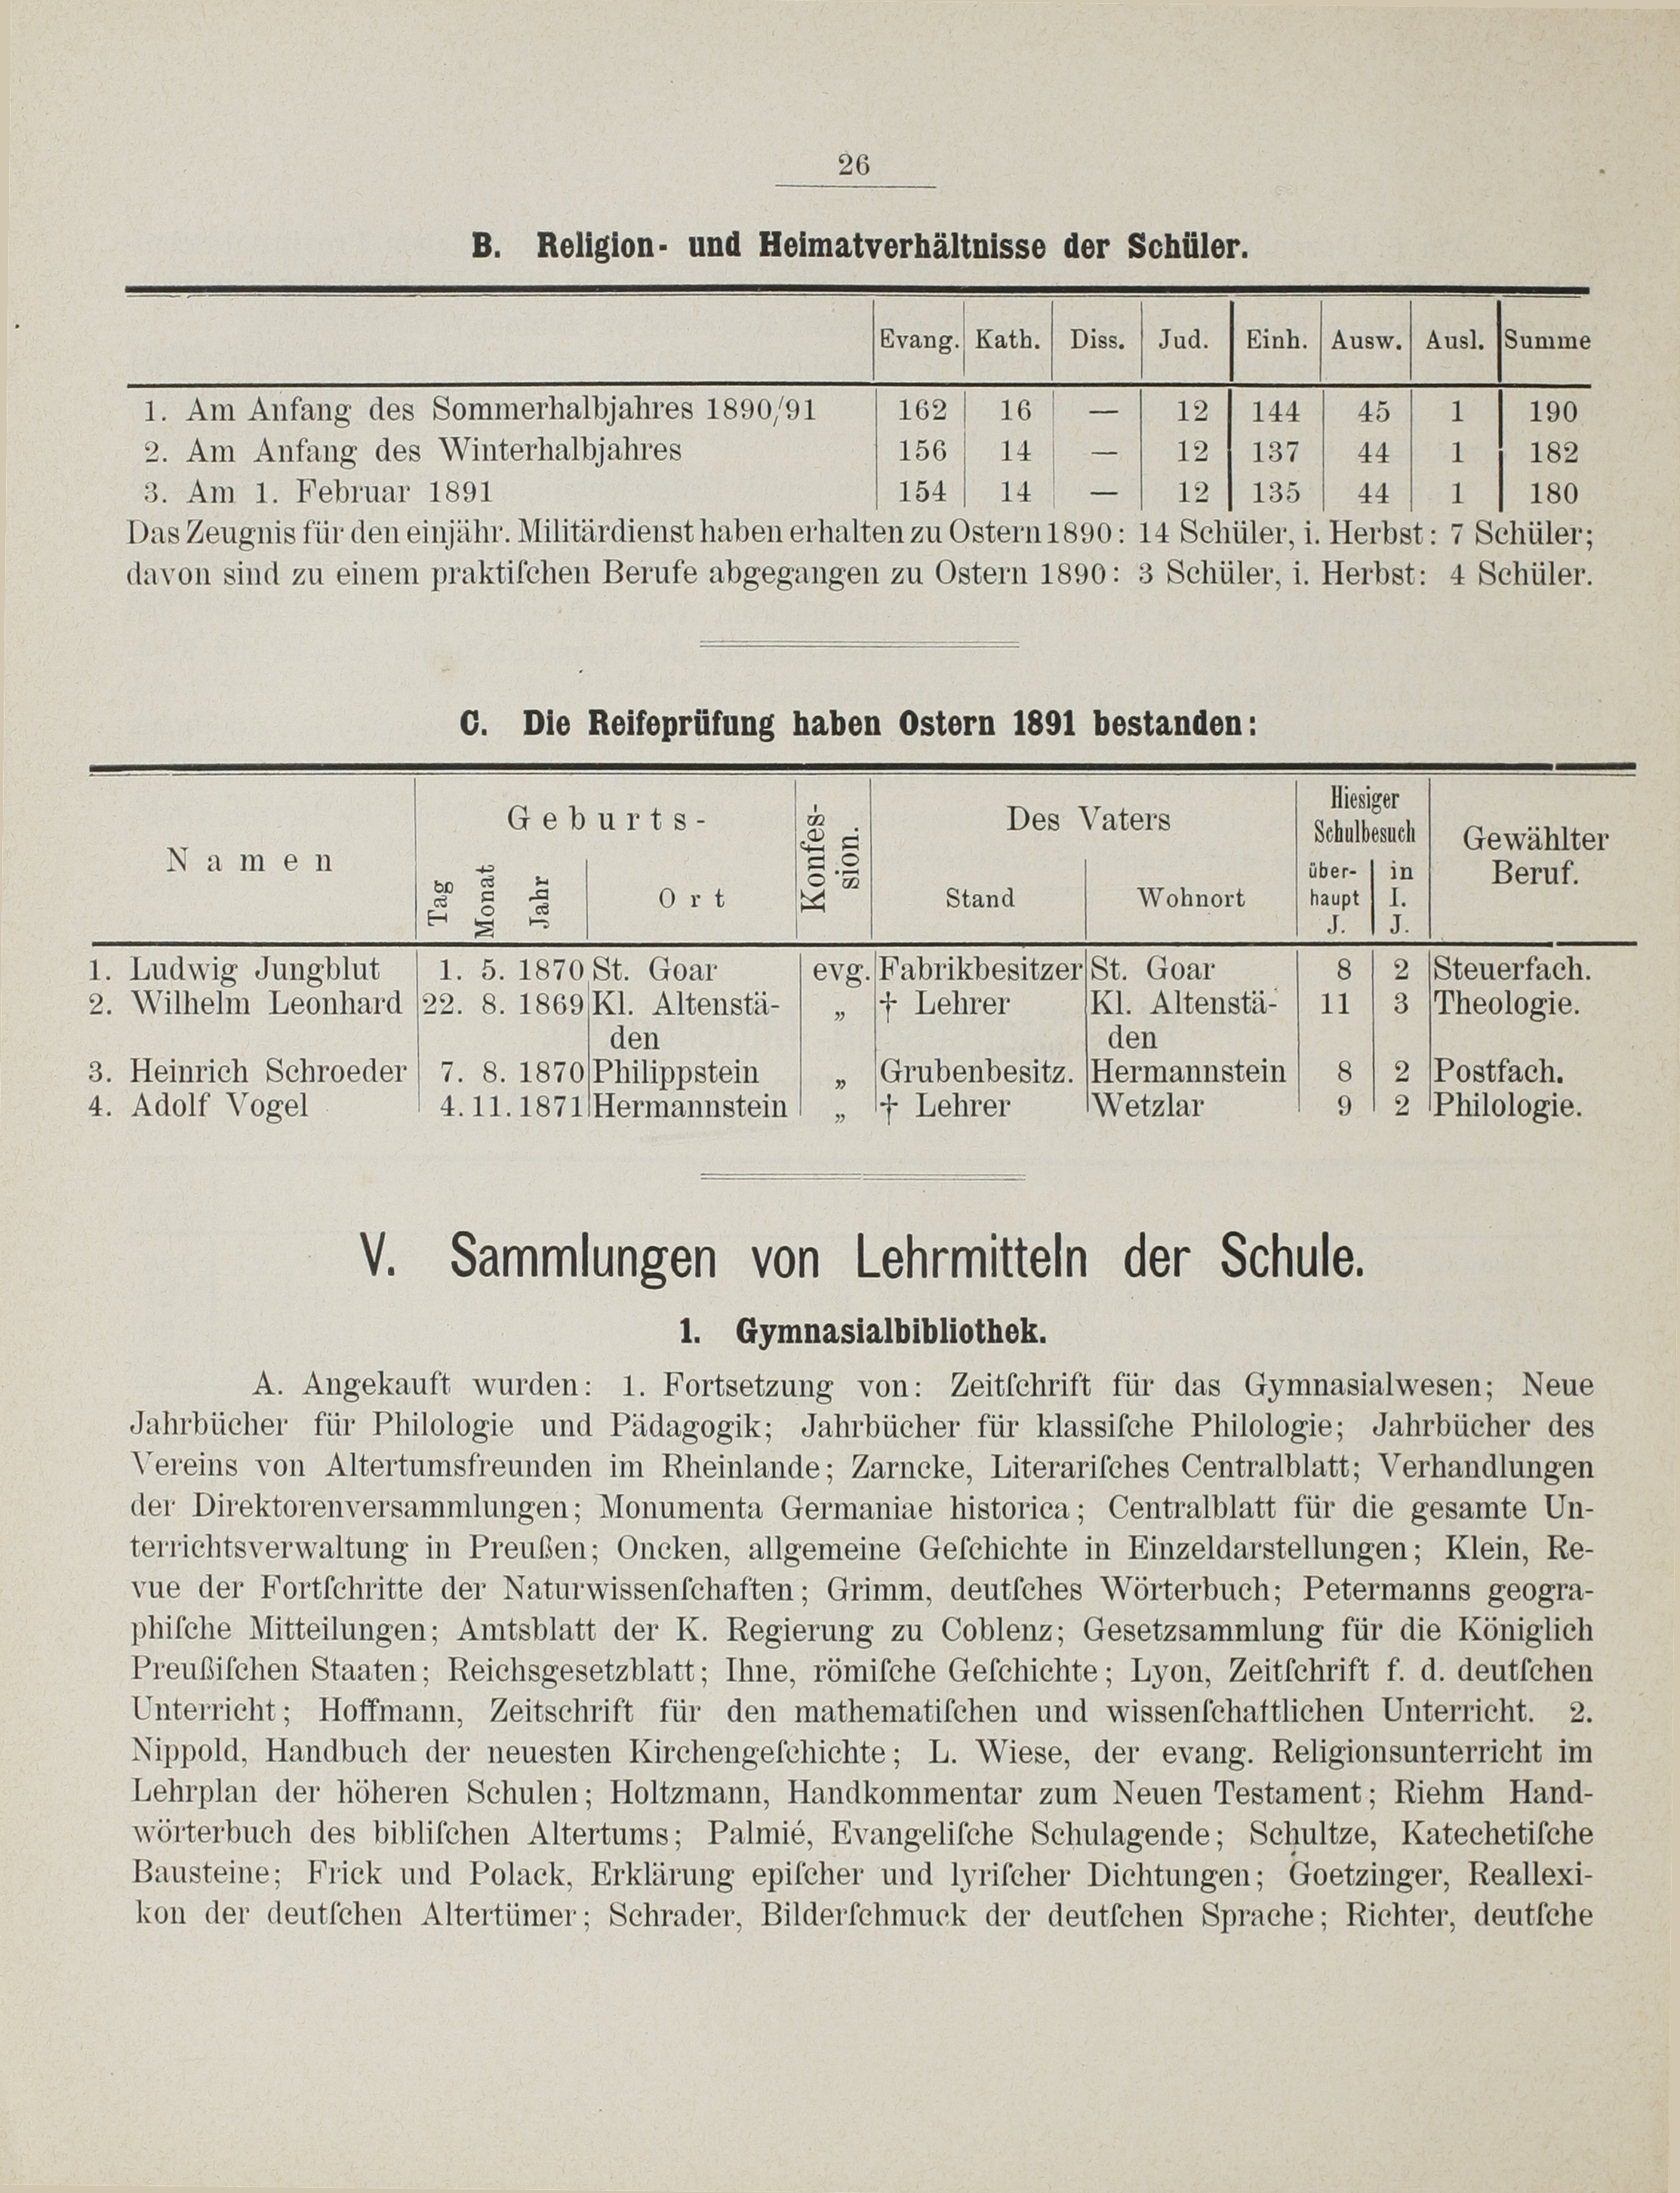 26
B. Religion- und Heimatverhältnisse der Schüler.
Evang. Kath. Diss. Jud. Einh. Ausw. Ausl. Summe
1. Am Anfang des Sommerhalbjahres 1890/91 162 16 — 12 144 45 1 190
2. Am Anfang des Winterhalbjahres 156 14 — 12 137 44 1 182
3. Am 1. Februar 1891 154 14 — 12 135 44 1 180
Das Zeugnis für den einjähr. Militärdienst haben erhalten zu Ostern 1890: 14 Schüler, i. Herbst: 7 Schüler;
davon sind zu einem praktiſchen Berufe abgegangen zu Ostern 1890: 3 Schüler, i. Herbst: 4 Schüler.
C. Die Reifeprüfung haben Ostern 1891 bestanden:
Namen Geburts- Konfes-sion. Des Vaters Hiesiger Schulbesuch Gewählter Beruf.
Tag Monat Jahr Ort Stand Wohnort über-haupt J. in I. J.
1. Ludwig Jungblut 1. 5. 1870 St. Goar evg. Fabrikbesitzer St. Goar 8 2 Steuerfach.
2. Wilhelm Leonhard 22. 8. 1869 Kl. Altenstä- „ † Lehrer Kl. Altenstä- 11 3 Theologie.
den den
3. Heinrich Schroeder 7. 8. 1870 Philippstein „ Grubenbesitz. Hermannstein 8 2 Postfach.
4. Adolf Vogel 4. 11. 1871 Hermannstein „ † Lehrer Wetzlar 9 2 Philologie.
V. Sammlungen von Lehrmitteln der Schule.
1. Gymnasialbibliothek.
A. Angekauft wurden: 1. Fortsetzung von: Zeitſchrift für das Gymnasialwesen; Neue
Jahrbücher für Philologie und Pädagogik; Jahrbücher für klassiſche Philologie; Jahrbücher des
Vereins von Altertumsfreunden im Rheinlande; Zarncke, Literariſches Centralblatt; Verhandlungen
der Direktorenversammlungen; Monumenta Germaniae historica; Centralblatt für die gesamte Un-
terrichtsverwaltung in Preußen; Oncken, allgemeine Geſchichte in Einzeldarstellungen; Klein, Re-
vue der Fortſchritte der Naturwissenſchaften; Grimm, deutſches Wörterbuch; Petermanns geogra-
phiſche Mitteilungen; Amtsblatt der K. Regierung zu Coblenz; Gesetzsammlung für die Königlich
Preußiſchen Staaten; Reichsgesetzblatt; Ihne, römiſche Geſchichte; Lyon, Zeitſchrift f. d. deutſchen
Unterricht; Hoffmann, Zeitschrift für den mathematiſchen und wissenſchaftlichen Unterricht. 2.
Nippold, Handbuch der neuesten Kirchengeſchichte; L. Wiese, der evang. Religionsunterricht im
Lehrplan der höheren Schulen; Holtzmann, Handkommentar zum Neuen Testament; Riehm Hand-
wörterbuch des bibliſchen Altertums; Palmié, Evangeliſche Schulagende; Schultze, Katechetiſche
Bausteine; Frick und Polack, Erklärung epiſcher und lyriſcher Dichtungen; Goetzinger, Reallexi-
kon der deutſchen Altertümer; Schrader, Bilderſchmuck der deutſchen Sprache; Richter, deutſche